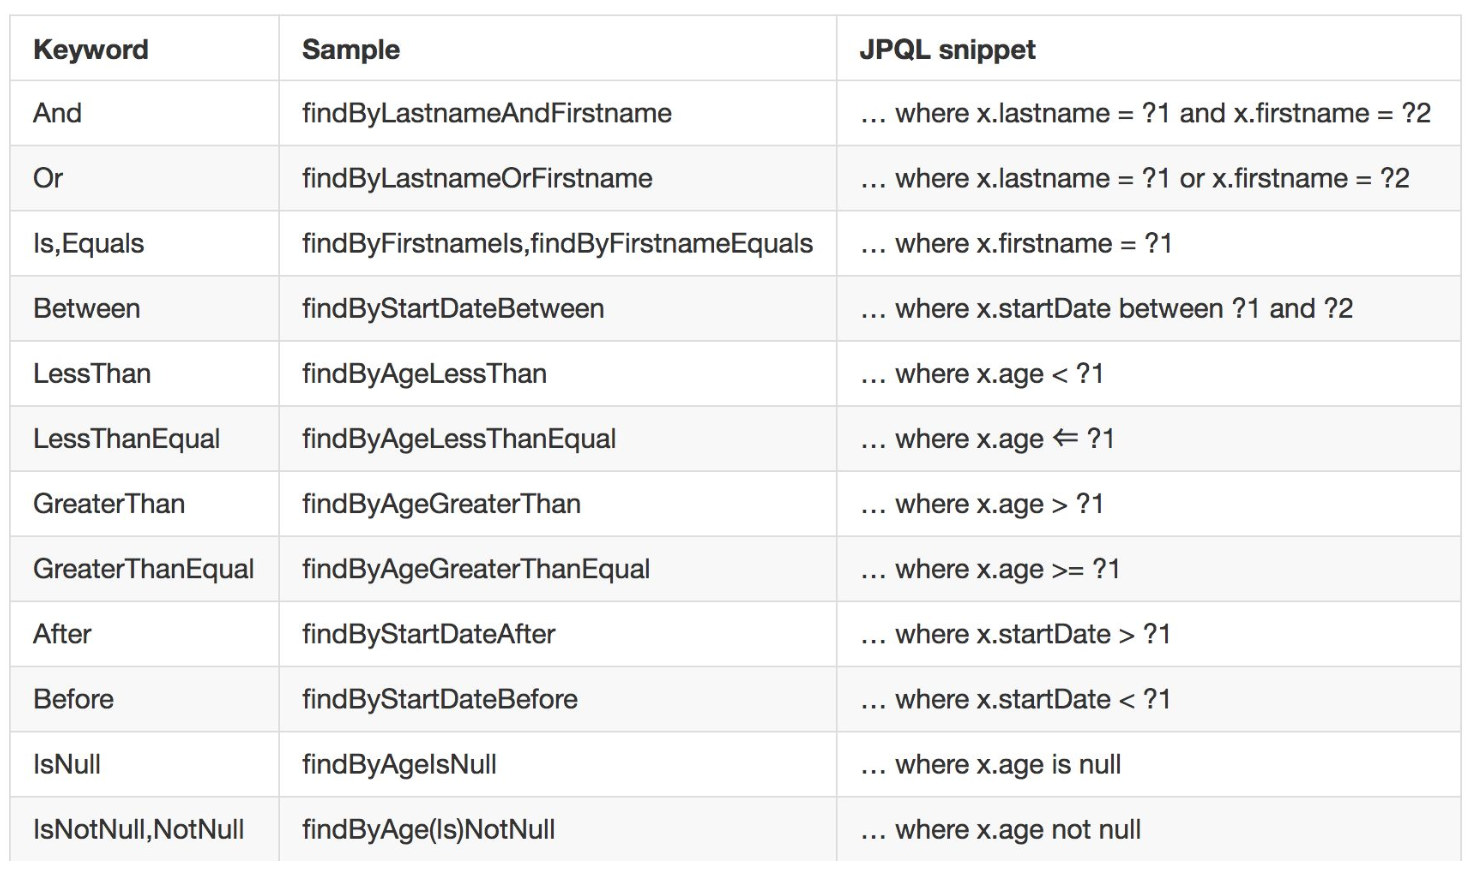 Keyword Sample JPQL snippet
And findByLastnameAndFirstname … where x.lastname = ?1 and x.firstname = ?2
Or findByLastnameOrFirstname … where x.lastname = ?1 or x.firstname = ?2
Is,Equals findByFirstnameIs,findByFirstnameEquals … where x.firstname = ?1
Between findByStartDateBetween … where x.startDate between ?1 and ?2
LessThan findByAgeLessThan … where x.age < ?1
LessThanEqual findByAgeLessThanEqual … where x.age ⇐ ?1
GreaterThan findByAgeGreaterThan … where x.age > ?1
GreaterThanEqual findByAgeGreaterThanEqual … where x.age >= ?1
After findByStartDateAfter … where x.startDate > ?1
Before findByStartDateBefore … where x.startDate < ?1
IsNull findByAgeIsNull … where x.age is null
IsNotNull,NotNull findByAge(Is)NotNull … where x.age not null